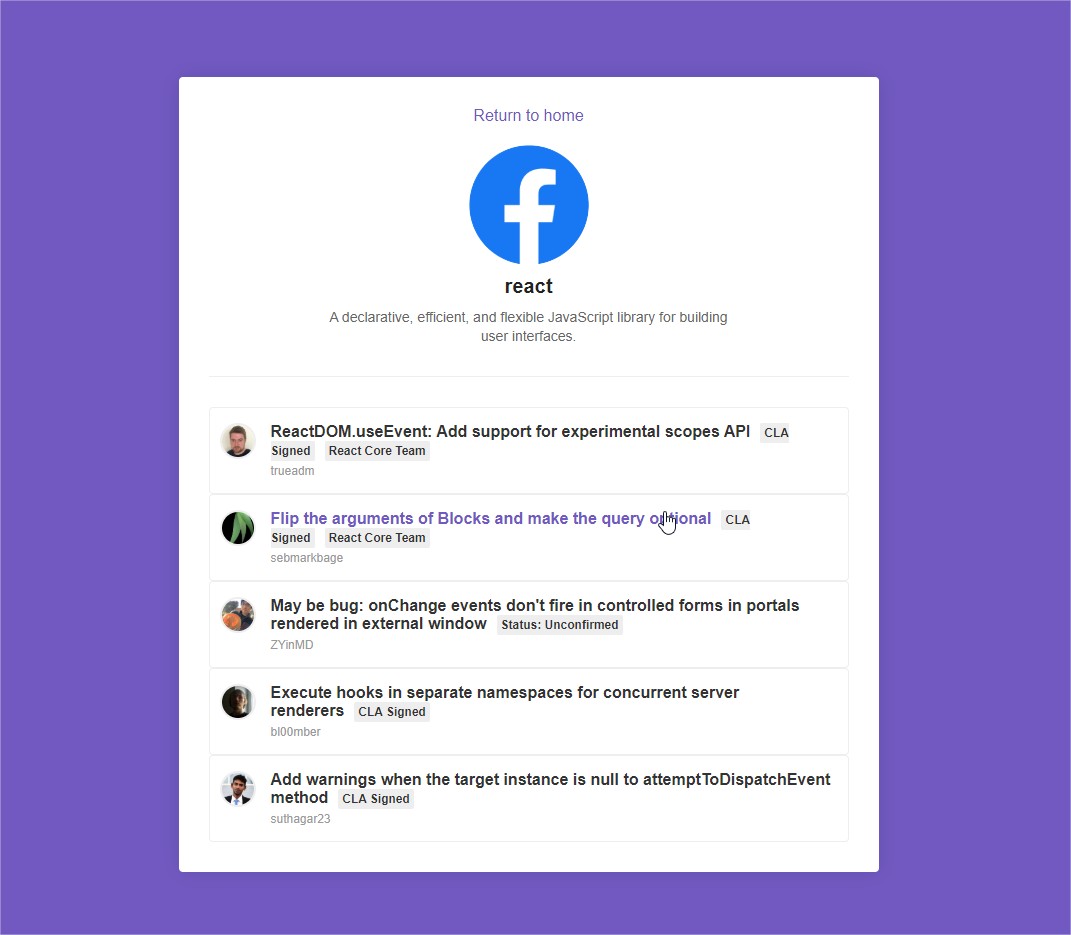 Return to home
react
A declarative, efficient, and flexible JavaScript library for building
user interfaces.
ReactDOM.useEvent: Add support for experimental scopes API CLA
Signed React Core Team
trueadm
Flip the arguments of Blocks and make the query optional CLA
Signed React Core Team
sebmarkbage
May be bug: onChange events don't fire in controlled forms in portals
rendered in external window Status: Unconfirmed
ZYinMD
Execute hooks in separate namespaces for concurrent server
renderers CLA Signed
bl00mber
Add warnings when the target instance is null to attemptToDispatchEvent
method CLA Signed
suthagar23